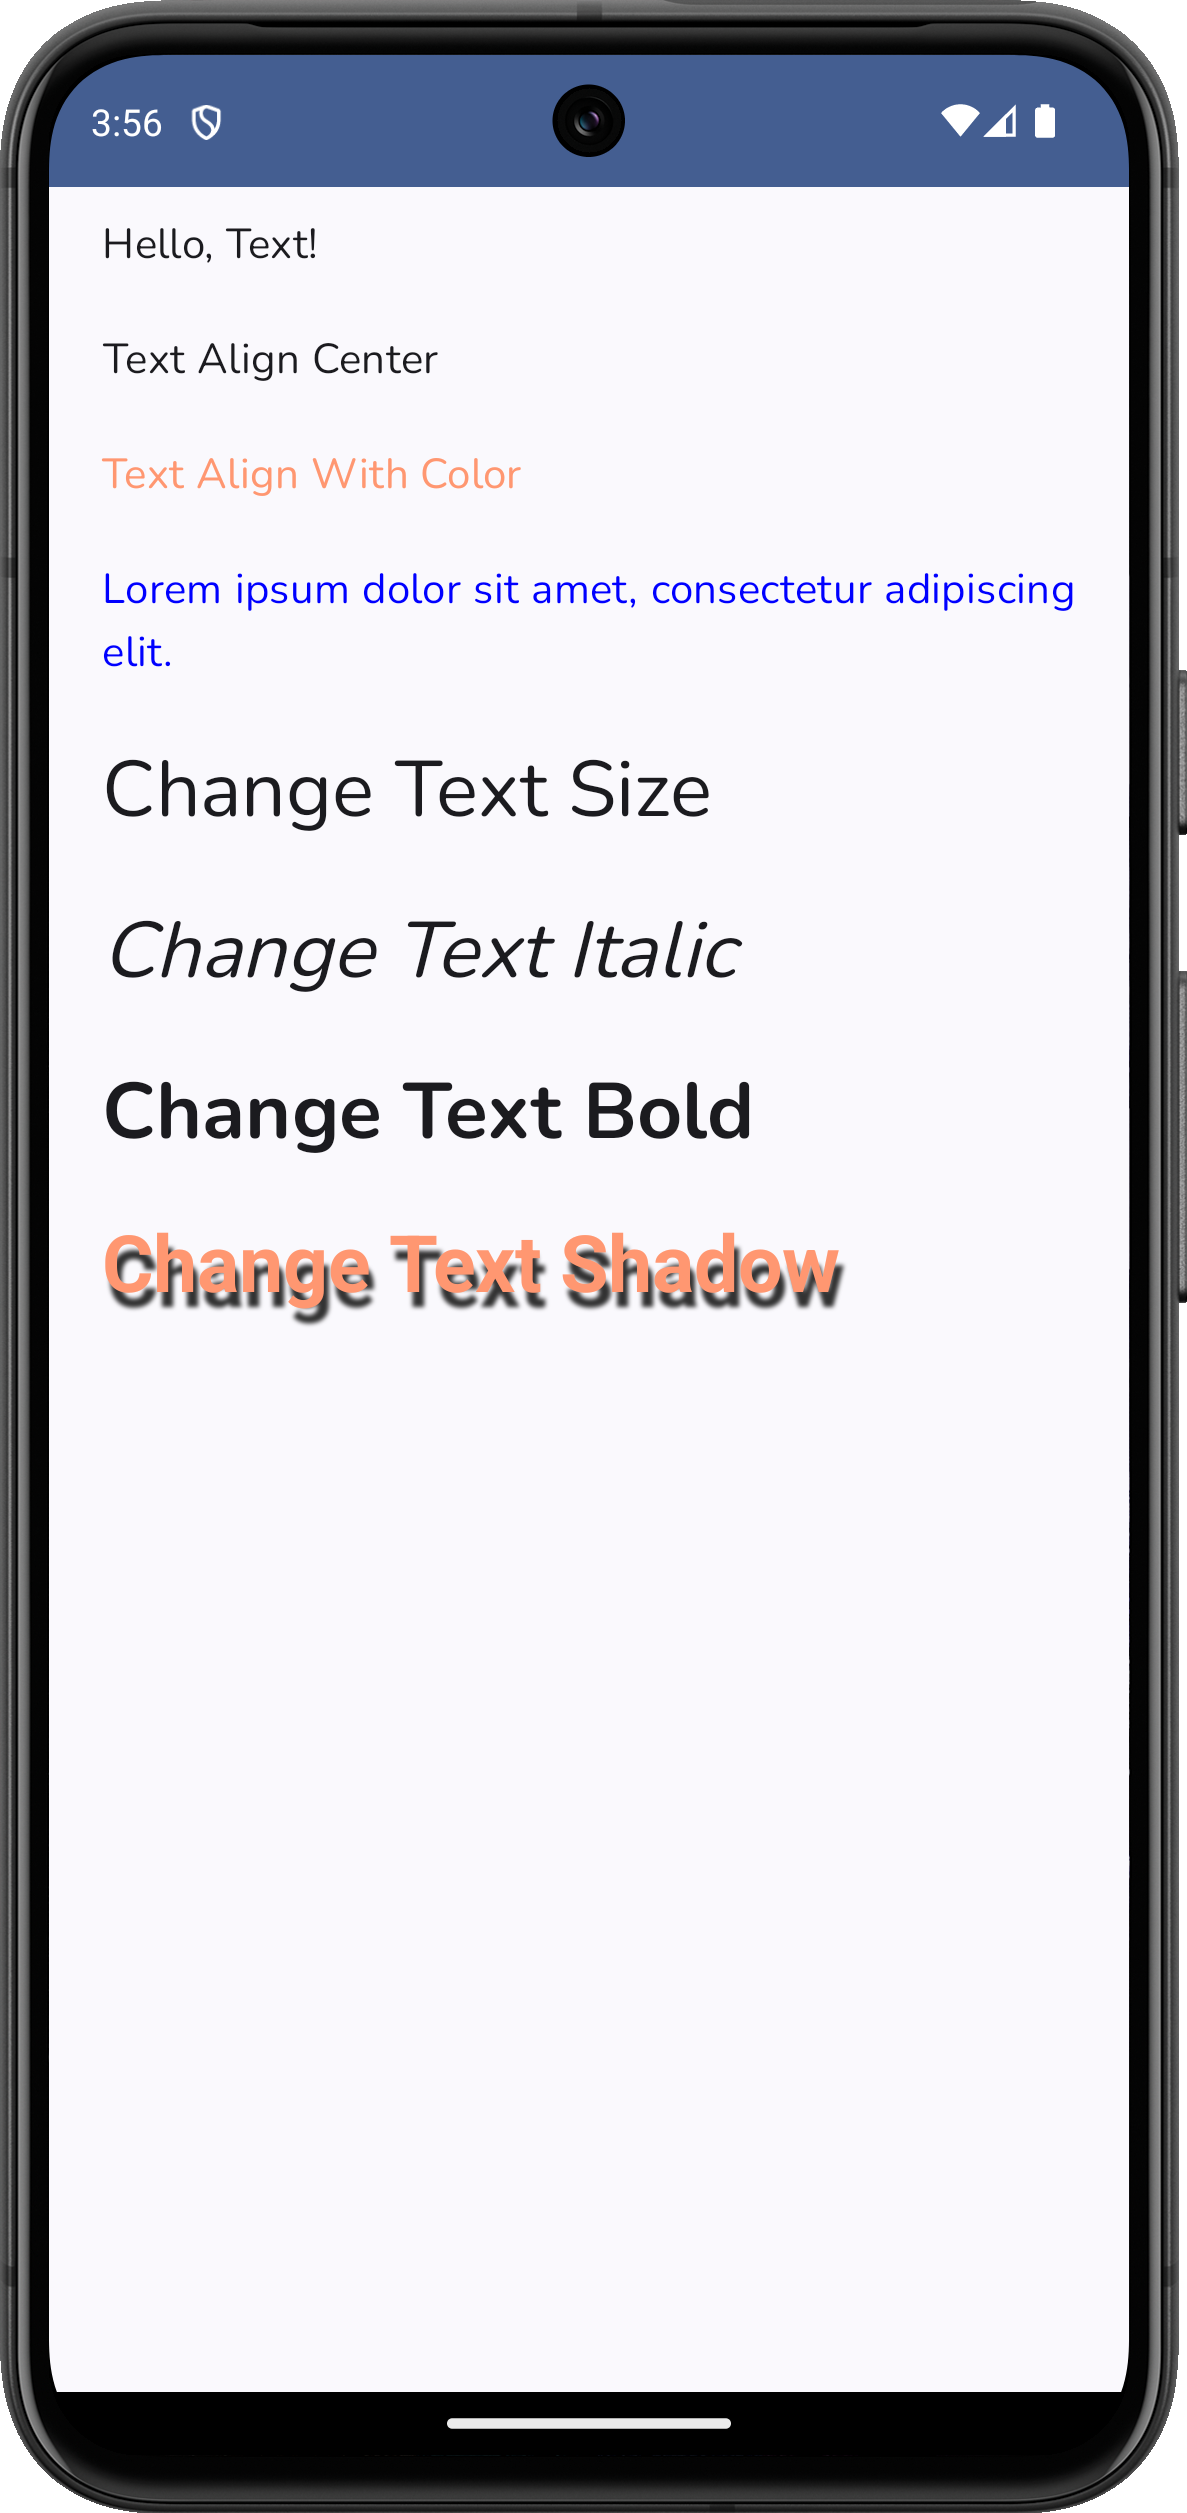 3:56
Hello, Text!
Text Align Center
Text Align With Color
Lorem ipsum dolor sit amet, consectetur adipiscing
elit.
Change Text Size
Change Text Italic
Change Text Bold
Change Text Shadow